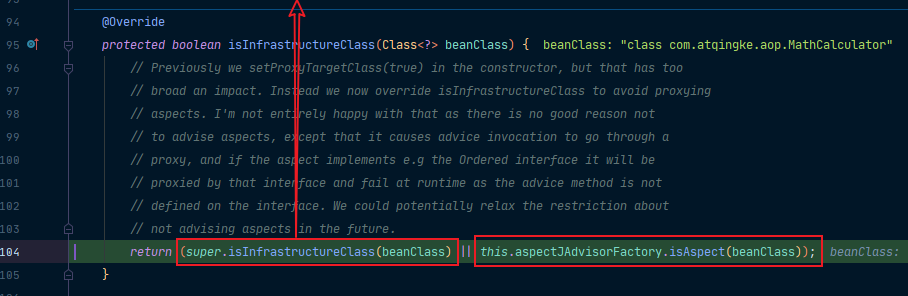 94 @Override
95 protected boolean isInfrastructureClass(Class<?> beanClass) { beanClass: "class com.atqingke.aop.MathCalculator"
96 // Previously we setProxyTargetClass(true) in the constructor, but that has too
97 // broad an impact. Instead we now override isInfrastructureClass to avoid proxying
98 // aspects. I'm not entirely happy with that as there is no good reason not
99 // to advise aspects, except that it causes advice invocation to go through a
100 // proxy, and if the aspect implements e.g the Ordered interface it will be
101 // proxied by that interface and fail at runtime as the advice method is not
102 // defined on the interface. We could potentially relax the restriction about
103 // not advising aspects in the future.
104 return (super.isInfrastructureClass(beanClass) || this.aspectJAdvisorFactory.isAspect(beanClass)); beanClass:
105 }